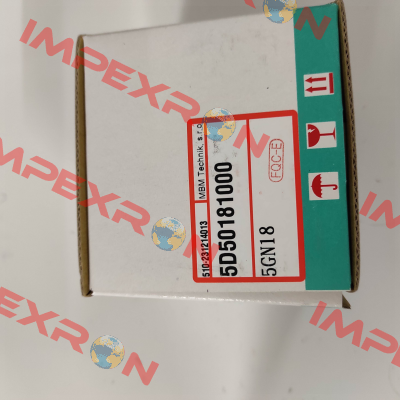 510-231214013
MBM Technik, s.r.o.
5D50181000
FQC-E
5GN18
IMPEXRON
IMPEXRON
IMPEXRON
IMPEXRON
IMPEXRON